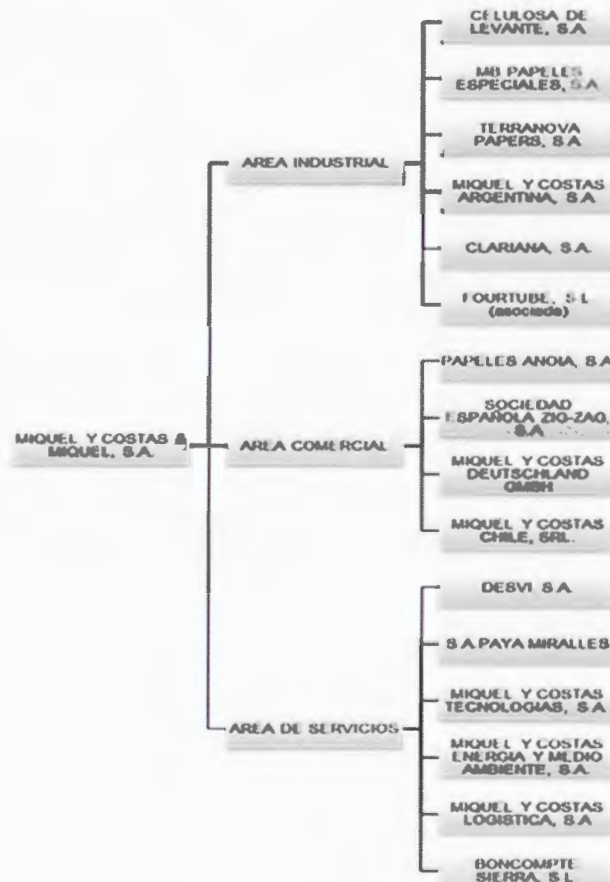 CELULOSA DE
LEVANTE, S.A
MB PAPELES
ESPECIALES, S.A
TERRANOVA
PAPERS, S.A
AREA INDUSTRIAL
MIQUEL Y COSTAS
ARGENTINA, S.A
CLARIANA, S.A.
FOURTUBE, S.L
(asociada)
PAPELES ANOIA, S.A
SOCIEDAD
ESPAÑOLA ZIG-ZAG,
S.A
MIQUEL Y COSTAS &
MIQUEL, S.A.
AREA COMERCIAL
MIQUEL Y COSTAS
DEUTSCHLAND
GMBH
MIQUEL Y COSTAS
CHILE, SRL.
DESVI S.A
S.A PAYA MIRALLES
MIQUEL Y COSTAS
TECNOLOGIAS, S.A
AREA DE SERVICIOS
MIQUEL Y COSTAS
ENERGIA Y MEDIO
AMBIENTE, S.A
MIQUEL Y COSTAS
LOGISTICA, S.A
BONCOMPTE
SIERRA, S.L